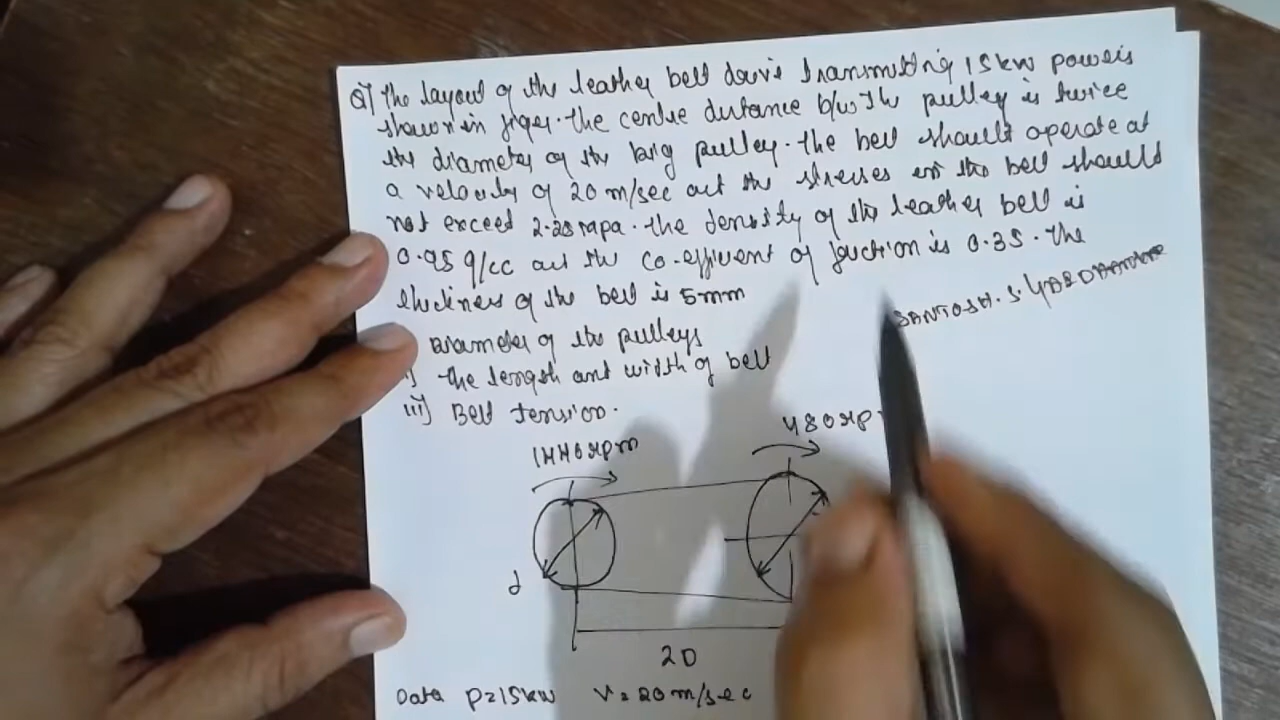 Q) The layout of the leather belt drive transmitting 15kw power is
shown in figer. the centre distance b/w The pulley is twice
the diameter of the big pulley. the belt should operate at
a velocity of 20 m/sec and the stresses in the belt should
not exceed 2.25 mpa. the density of the leather belt is
0.95 g/cc and the co-efficient of friction is 0.35. the
thickness of the belt is 5mm
SANTOSH.S.
Diameter of the pulleys
the length and width of belt
iii) Belt tension.
1440rpm
480rp
d
2D
Data P=15kw V=20m/sec